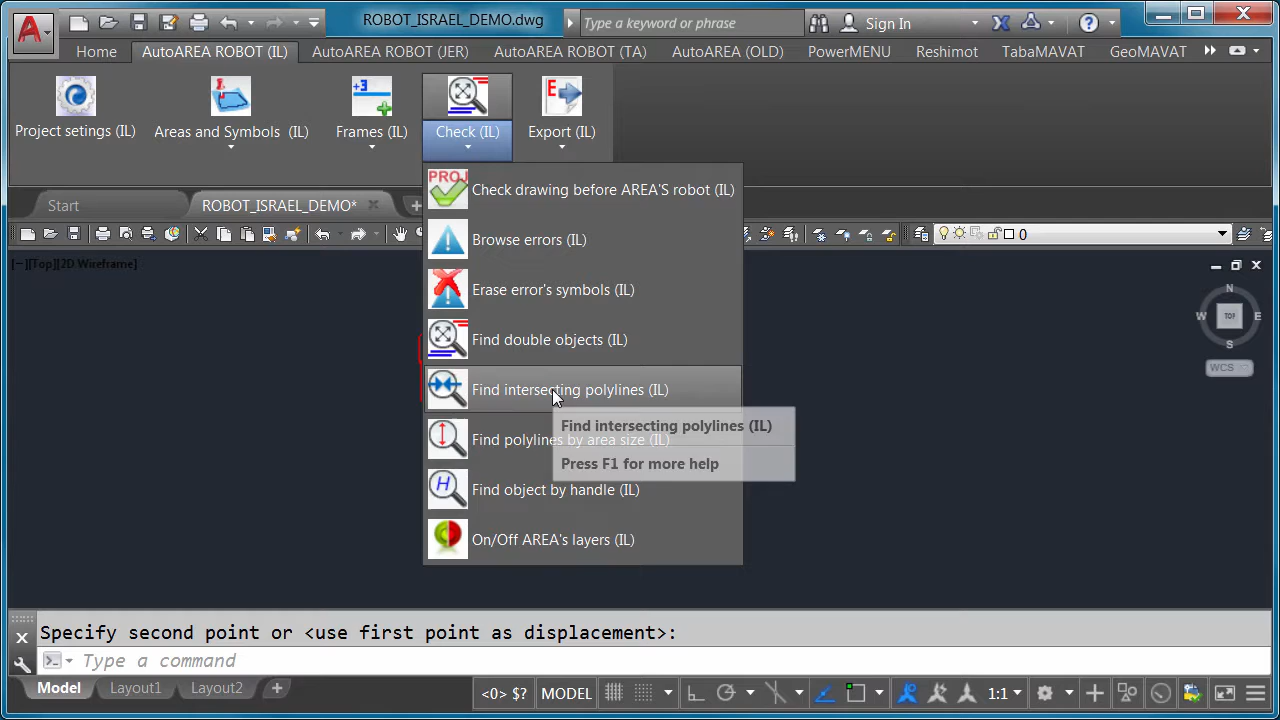 ROBOT_ISRAEL_DEMO.dwg
Type a keyword or phrase
Sign In
Home
AutoAREA ROBOT (IL)
AutoAREA ROBOT (JER)
AutoAREA ROBOT (TA)
AutoAREA (OLD)
PowerMENU
Reshimot
TabaMAVAT
GeoMAVAT
Project setings (IL)
Areas and Symbols (IL)
Frames (IL)
Check (IL)
Export (IL)
Start
ROBOT_ISRAEL_DEMO*
0
[−][Top][2D Wireframe]
PROJ
Check drawing before AREA'S robot (IL)
Browse errors (IL)
Erase error's symbols (IL)
Find double objects (IL)
Find intersecting polylines (IL)
Find intersecting polylines (IL)
Find polylines by area size (IL)
Press F1 for more help
Find object by handle (IL)
On/Off AREA's layers (IL)
N
W
TOP
E
S
WCS
Specify second point or <use first point as displacement>:
Type a command
Model
Layout1
Layout2
<0> $?
MODEL
1:1